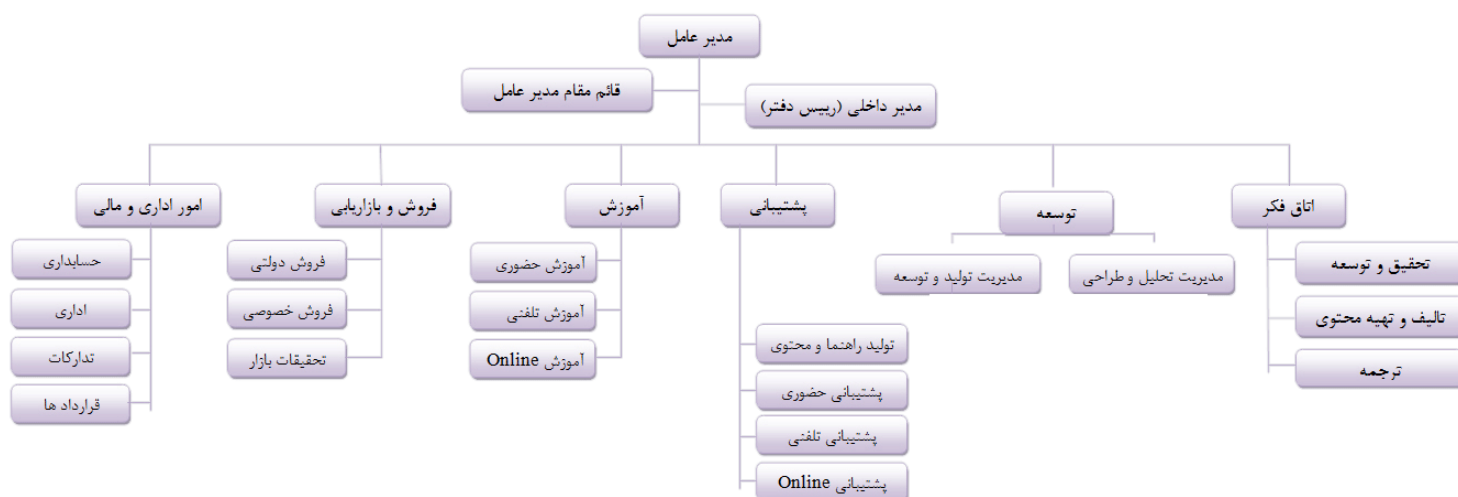 مدیر عامل
قائم مقام مدیر عامل
مدیر داخلی (رییس دفتر)
اتاق فکر
تحقیق و توسعه
تالیف و تهیه محتوی
ترجمه
توسعه
مدیریت تحلیل و طراحی
مدیریت تولید و توسعه
پشتیبانی
تولید راهنما و محتوی
پشتیبانی حضوری
پشتیبانی تلفنی
پشتیبانی Online
آموزش
آموزش حضوری
آموزش تلفنی
آموزش Online
فروش و بازاریابی
فروش دولتی
فروش خصوصی
تحقیقات بازار
امور اداری و مالی
حسابداری
اداری
تدارکات
قرارداد ها